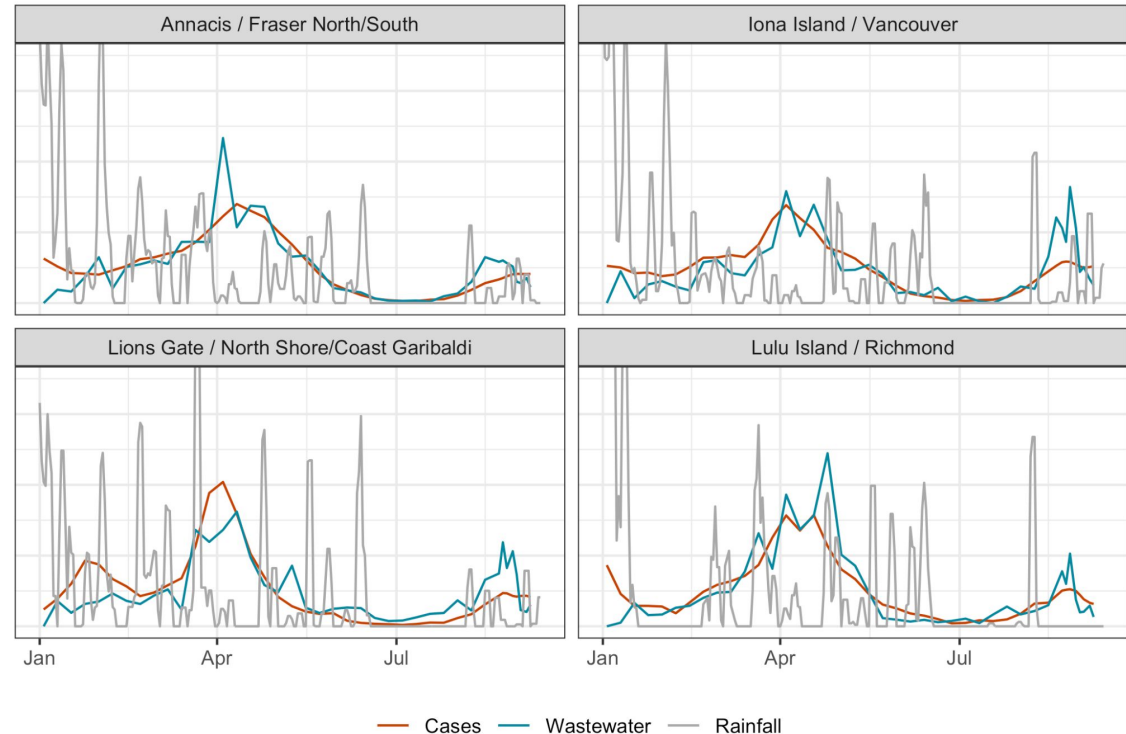 Annacis / Fraser North/South
Iona Island / Vancouver
Lions Gate / North Shore/Coast Garibaldi
Lulu Island / Richmond
Jan Apr Jul
Jan Apr Jul
Cases Wastewater Rainfall